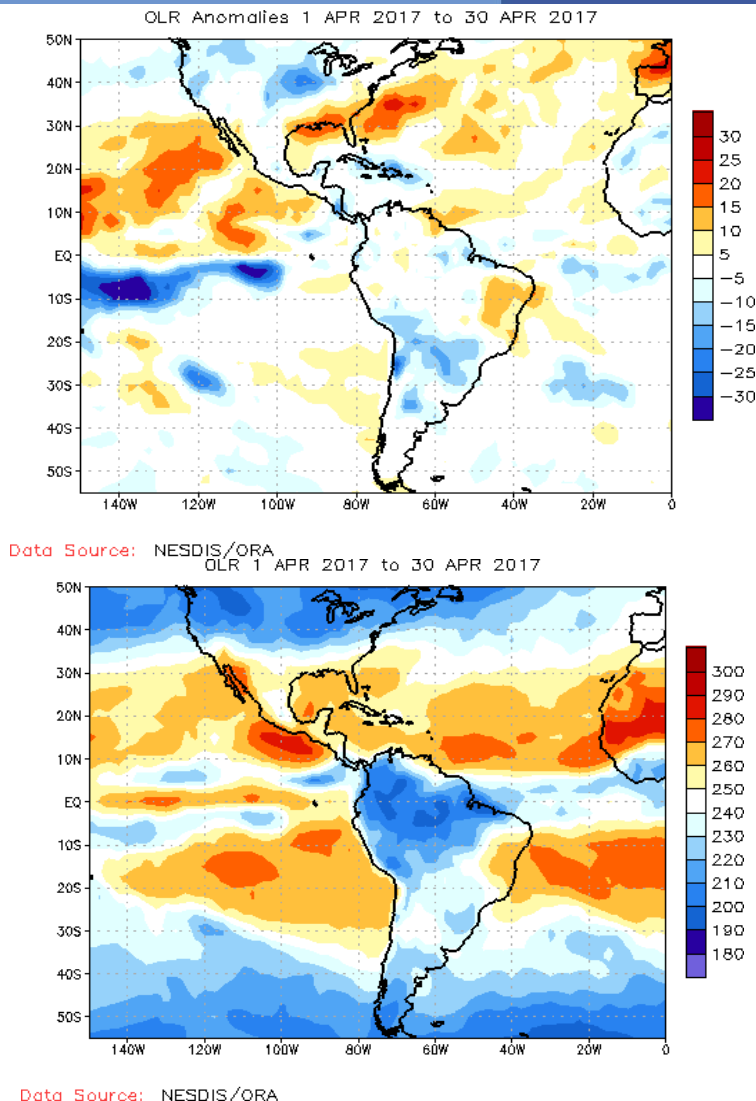 OLR Anomalies 1 APR 2017 to 30 APR 2017
50N
40N
30N
20N
10N
EQ
10S
20S
30S
40S
50S
140W 120W 100W 80W 60W 40W 20W 0
30
25
20
15
10
5
−5
−10
−15
−20
−25
−30
Data Source: NESDIS/ORA
OLR 1 APR 2017 to 30 APR 2017
50N
40N
30N
20N
10N
EQ
10S
20S
30S
40S
50S
140W 120W 100W 80W 60W 40W 20W 0
300
290
280
270
260
250
240
230
220
210
200
190
180
Data Source: NESDIS/ORA